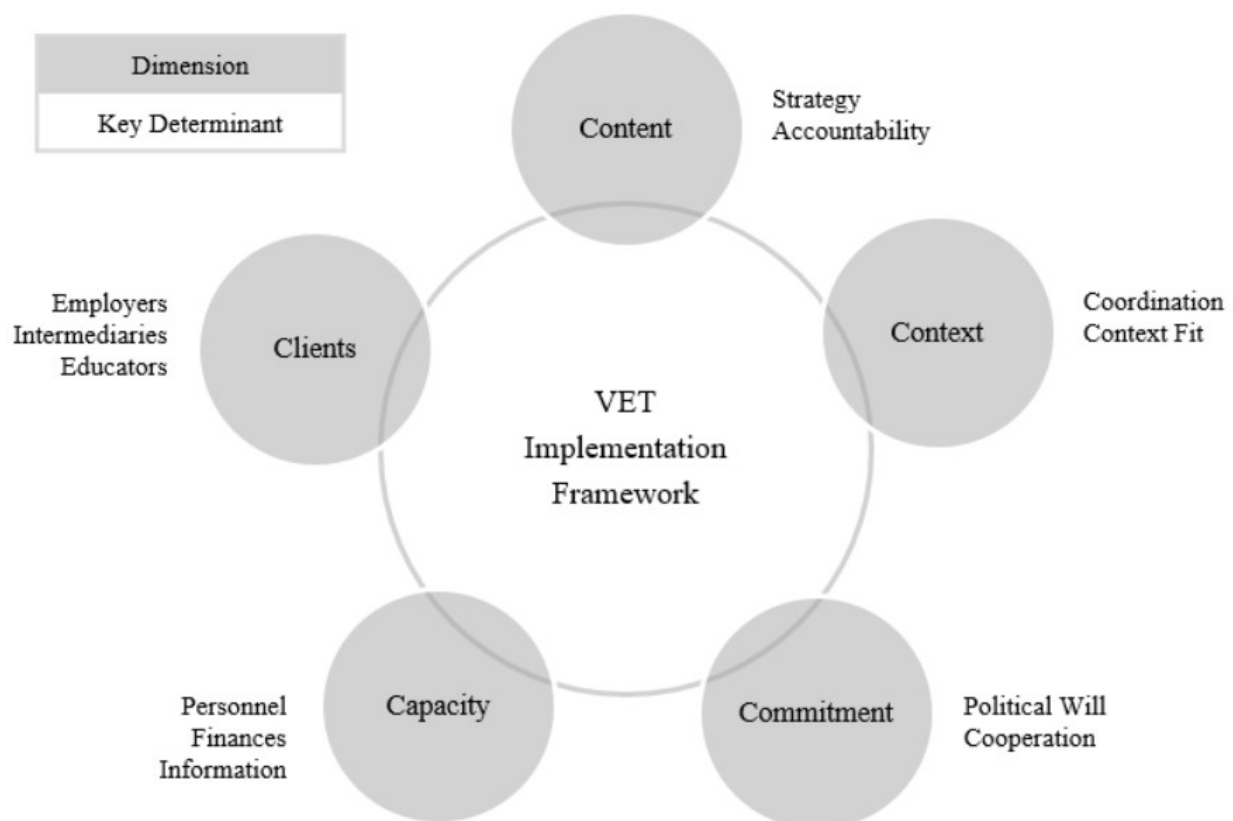 Dimension
Key Determinant
Content
Strategy
Accountability
Context
Coordination
Context Fit
Employers
Intermediaries
Educators
Clients
VET
Implementation
Framework
Personnel
Finances
Information
Capacity
Commitment
Political Will
Cooperation